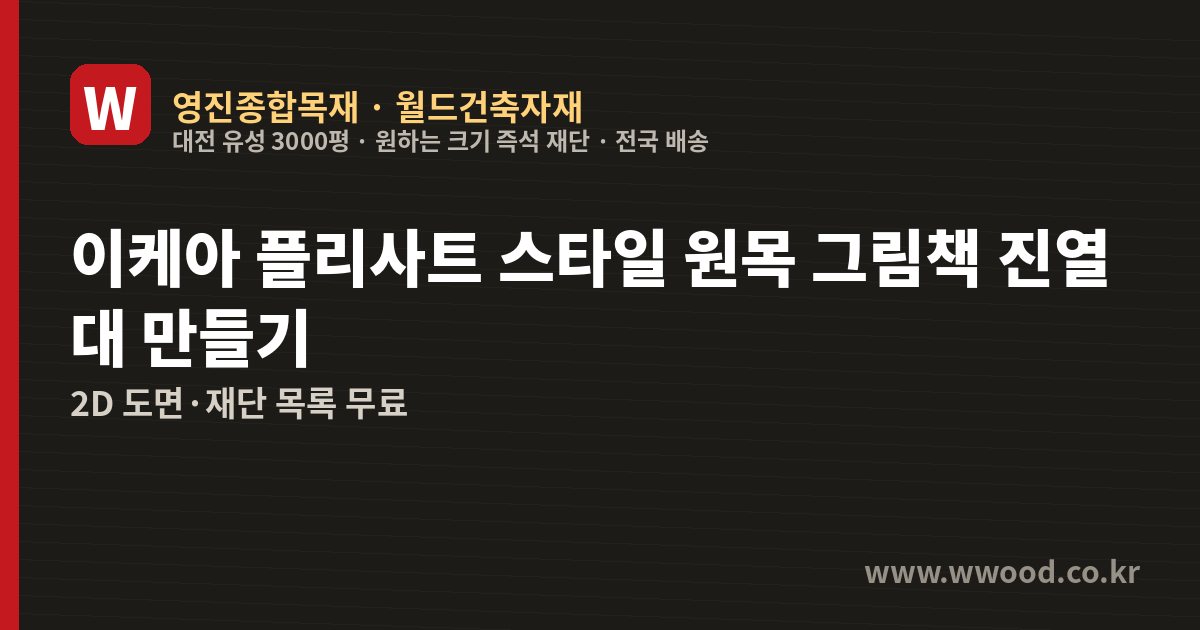 W
영진종합목재 · 월드건축자재
대전 유성 3000평 · 원하는 크기 즉석 재단 · 전국 배송
이케아 플리사트 스타일 원목 그림책 진열
대 만들기
2D 도면·재단 목록 무료
www.wwood.co.kr